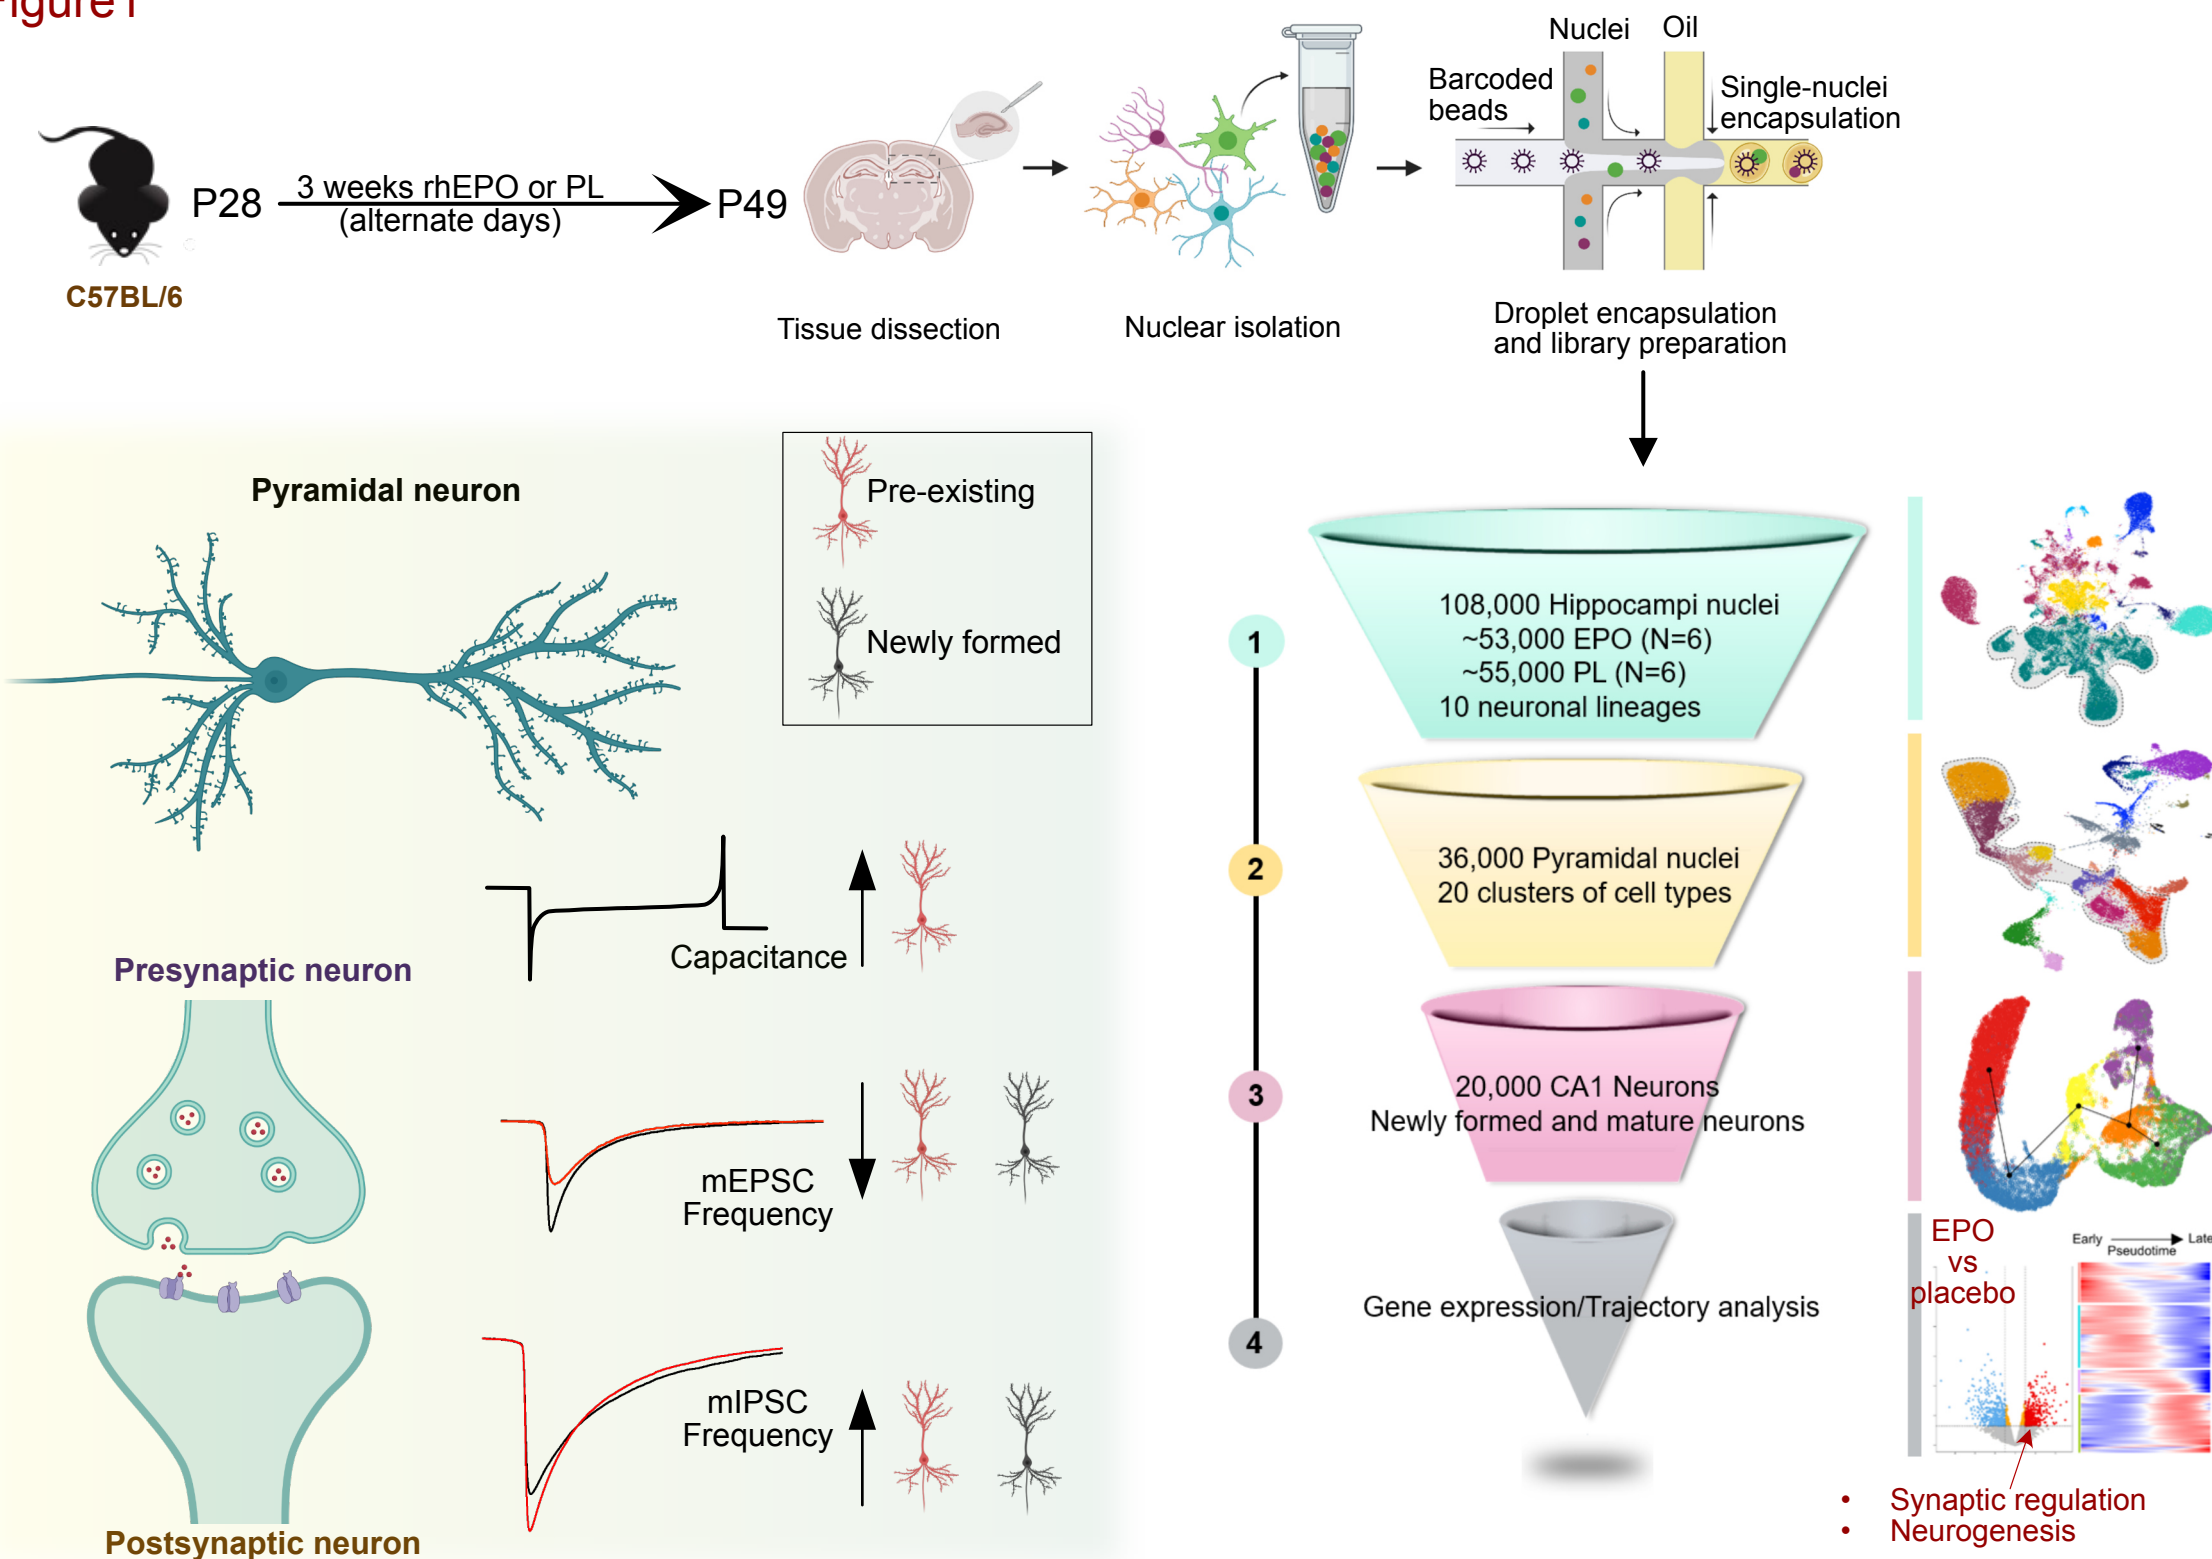 Figure1
Nuclei
Oil
Barcoded
beads
Single-nuclei
encapsulation
P28
3 weeks rhEPO or PL
(alternate days)
P49
C57BL/6
Tissue dissection
Nuclear isolation
Droplet encapsulation
and library preparation
Pyramidal neuron
Pre-existing
Newly formed
Capacitance
Presynaptic neuron
mEPSC
Frequency
mIPSC
Frequency
Postsynaptic neuron
1
108,000 Hippocampi nuclei
~53,000 EPO (N=6)
~55,000 PL (N=6)
10 neuronal lineages
2
36,000 Pyramidal nuclei
20 clusters of cell types
3
20,000 CA1 Neurons
Newly formed and mature neurons
4
Gene expression/Trajectory analysis
EPO
vs
placebo
Early
Late
Pseudotime
• Synaptic regulation
• Neurogenesis